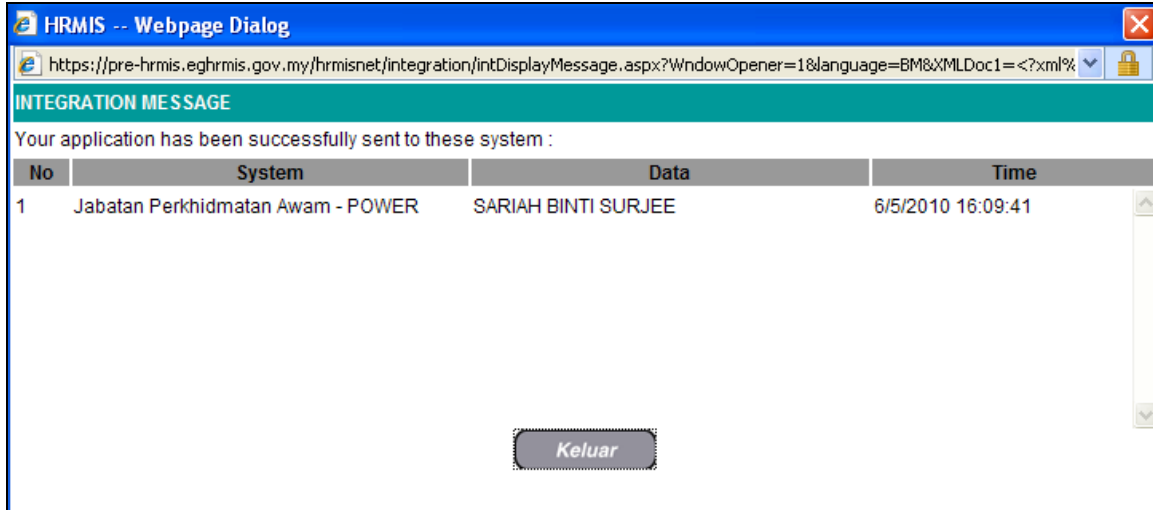 HRMIS -- Webpage Dialog
https://pre-hrmis.eghrmis.gov.my/hrmisnet/integration/intDisplayMessage.aspx?WndowOpener=1&language=BM&XMLDoc1=<?xml%
INTEGRATION MESSAGE
Your application has been successfully sent to these system :
No System Data Time
1 Jabatan Perkhidmatan Awam - POWER SARIAH BINTI SURJEE 6/5/2010 16:09:41
Keluar